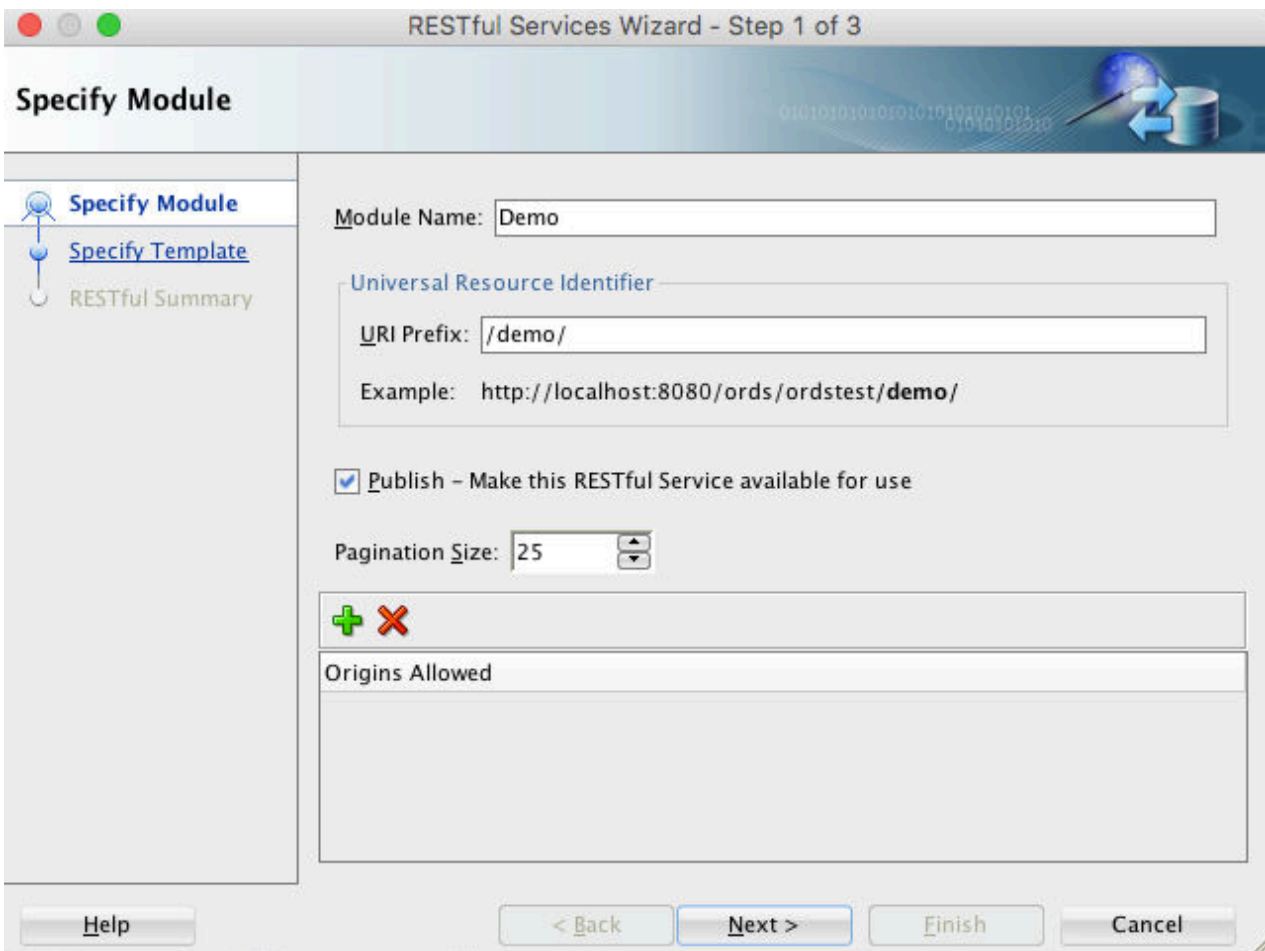 RESTful Services Wizard - Step 1 of 3
Specify Module
Specify Module
Specify Template
RESTful Summary
Module Name: Demo
Universal Resource Identifier
URI Prefix: /demo/
Example: http://localhost:8080/ords/ordstest/demo/
Publish – Make this RESTful Service available for use
Pagination Size: 25
Origins Allowed
Help
< Back
Next >
Finish
Cancel